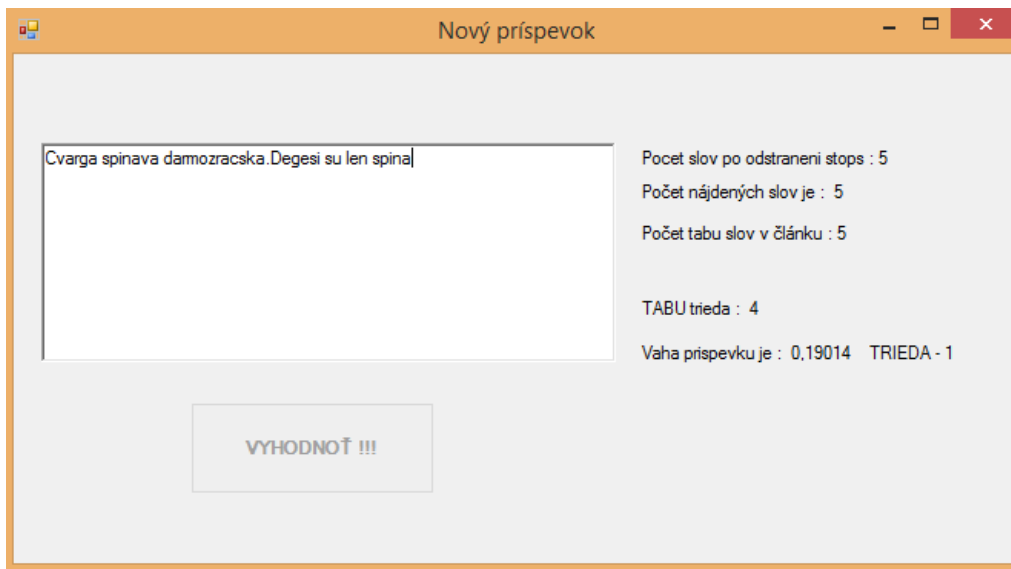 Nový príspevok
Cvarga spinava darmozracska.Degesi su len spina
Pocet slov po odstraneni stops : 5
Počet nájdených slov je : 5
Počet tabu slov v článku : 5
TABU trieda : 4
Vaha prispevku je : 0,19014 TRIEDA - 1
VYHODNOŤ !!!